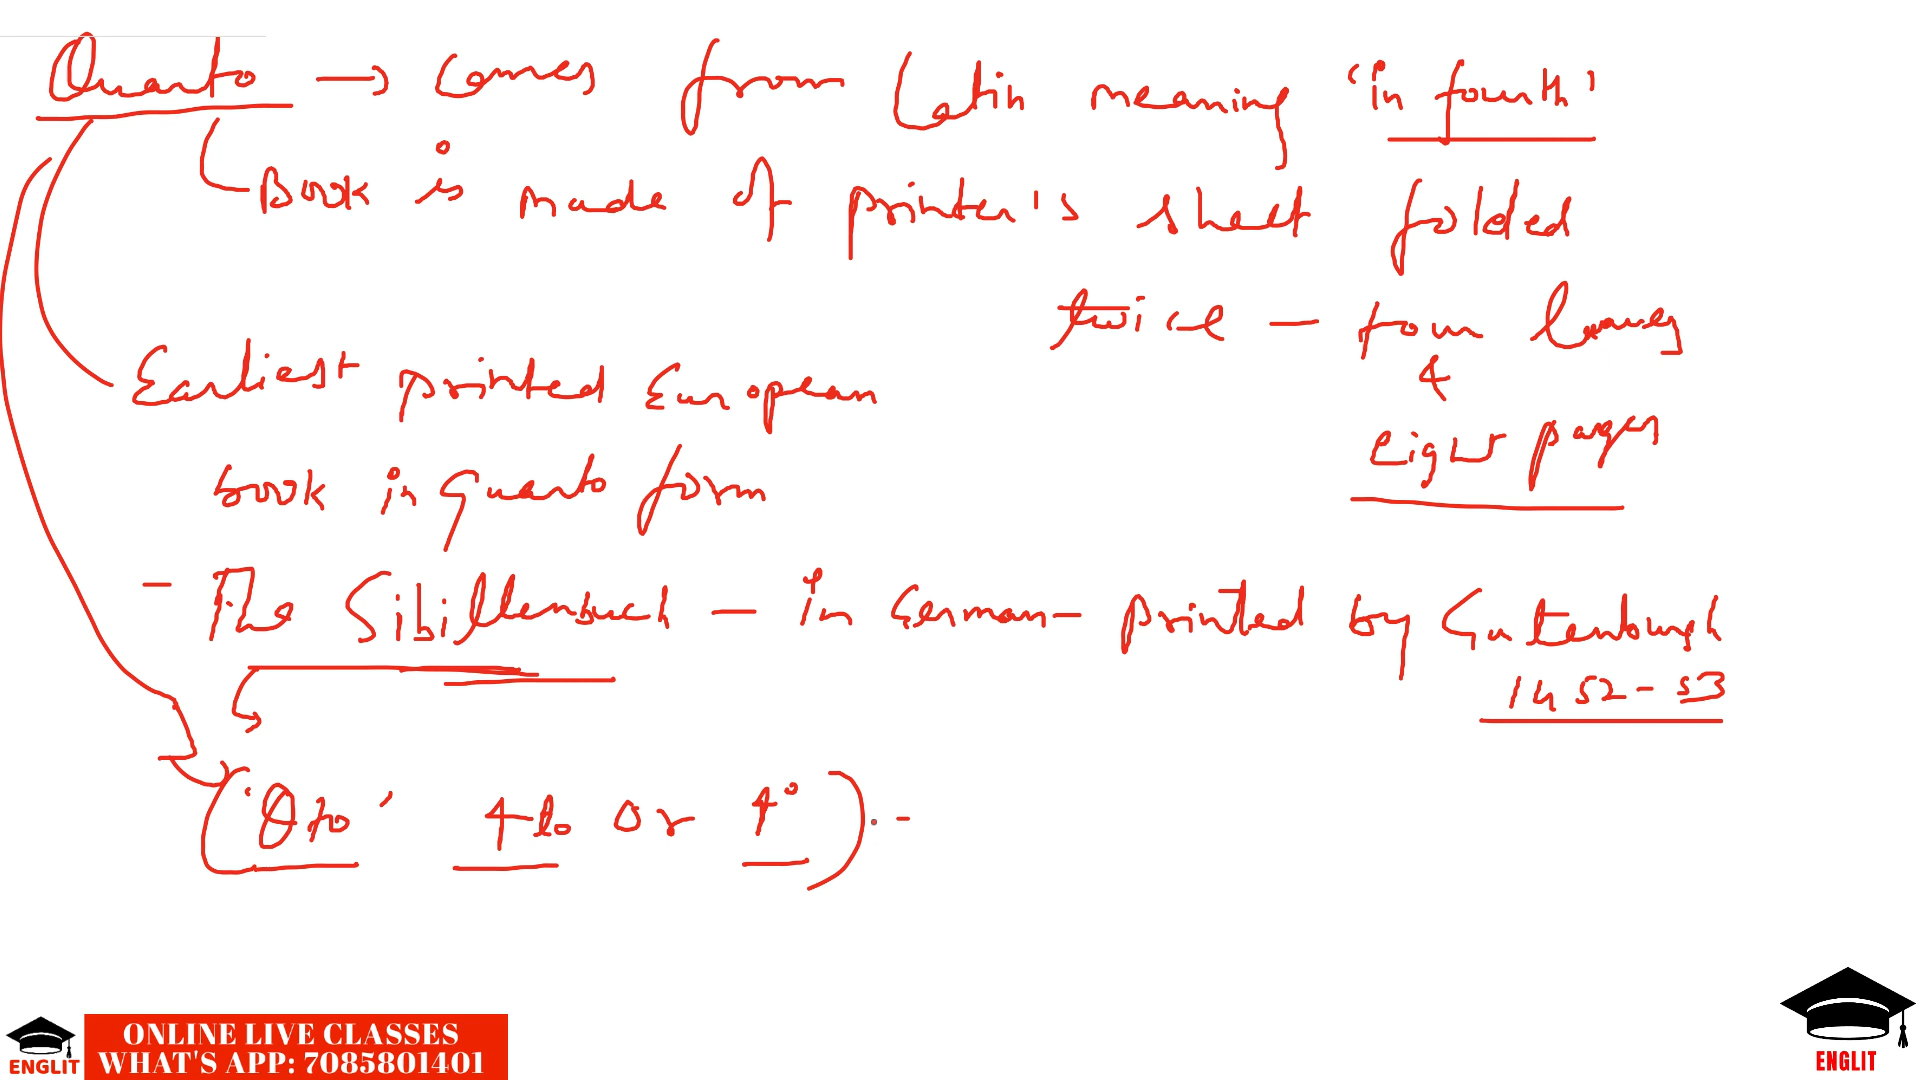 Quarto → comes from Latin meaning 'in fourth'
Book is made of printer's sheet folded
twice — four leaves
&
eight pages
Earliest printed European
book in quarto form
- The Sibillenbuch — in German — printed by Gutenburgh
1452-53
('Qto' 4to or 4°) . -
ENGLIT
ONLINE LIVE CLASSES
WHAT'S APP: 7085801401
ENGLIT